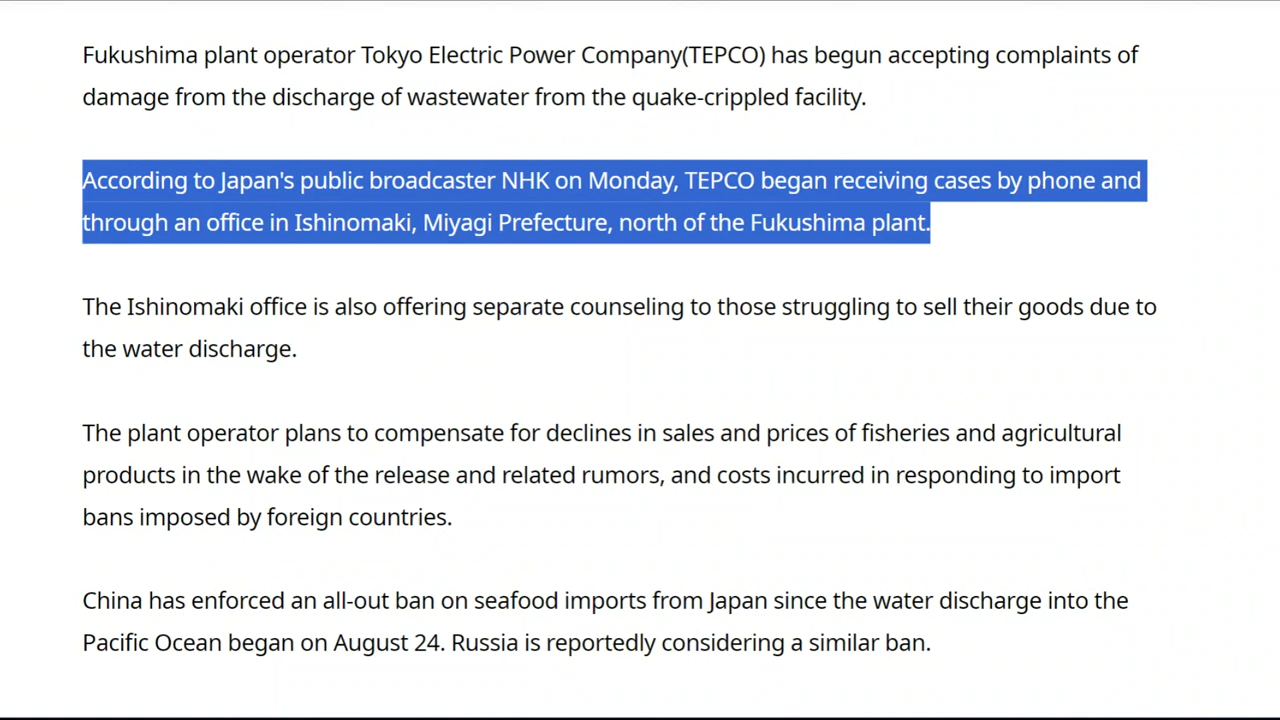 Fukushima plant operator Tokyo Electric Power Company(TEPCO) has begun accepting complaints of
damage from the discharge of wastewater from the quake-crippled facility.
According to Japan's public broadcaster NHK on Monday, TEPCO began receiving cases by phone and
through an office in Ishinomaki, Miyagi Prefecture, north of the Fukushima plant.
The Ishinomaki office is also offering separate counseling to those struggling to sell their goods due to
the water discharge.
The plant operator plans to compensate for declines in sales and prices of fisheries and agricultural
products in the wake of the release and related rumors, and costs incurred in responding to import
bans imposed by foreign countries.
China has enforced an all-out ban on seafood imports from Japan since the water discharge into the
Pacific Ocean began on August 24. Russia is reportedly considering a similar ban.